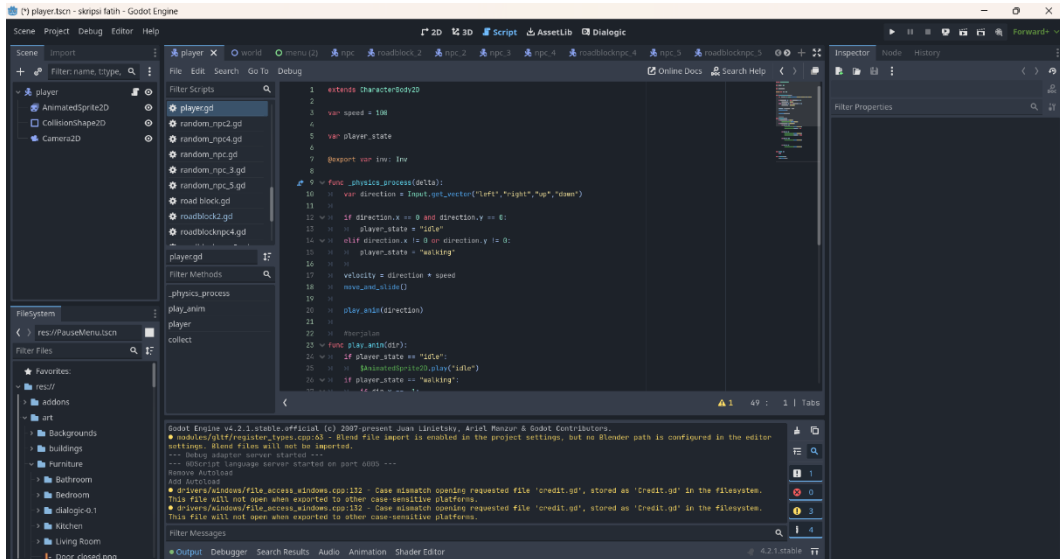 (*) player.tscn - skripsi fatih - Godot Engine
Scene Project Debug Editor Help
2D 3D Script AssetLib Dialogic
Forward+
Scene Import
Filter: name, t:type,
player
AnimatedSprite2D
CollisionShape2D
Camera2D
player world menu (2) npc roadblock_2 npc_2 npc_3 npc_4 roadblocknpc_4 npc_5 roadblocknpc_5
File Edit Search Go To Debug
Online Docs Search Help
Filter Scripts
player.gd
random_npc2.gd
random_npc4.gd
random_npc.gd
random_npc_3.gd
random_npc_5.gd
road block.gd
roadblock2.gd
roadblocknpc4.gd
player.gd
Filter Methods
_physics_process
play_anim
player
collect
1 extends CharacterBody2D
2
3 var speed = 100
4
5 var player_state
6
7 @export var inv: Inv
8
9 func _physics_process(delta):
10 var direction = Input.get_vector("left","right","up","down")
11
12 if direction.x == 0 and direction.y == 0:
13 player_state = "idle"
14 elif direction.x != 0 or direction.y != 0:
15 player_state = "walking"
16
17 velocity = direction * speed
18 move_and_slide()
19
20 play_anim(direction)
21
22 #berjalan
23 func play_anim(dir):
24 if player_state == "idle":
25 $AnimatedSprite2D.play("idle")
26 if player_state == "walking":
1 49 : 1 | Tabs
Inspector Node History
Filter Properties
FileSystem
res://PauseMenu.tscn
Filter Files
Favorites:
res://
addons
art
Backgrounds
buildings
Furniture
Bathroom
Bedroom
dialogic-0.1
Kitchen
Living Room
Door closed.png
Godot Engine v4.2.1.stable.official (c) 2007-present Juan Linietsky, Ariel Manzur & Godot Contributors.
modules/gltf/register_types.cpp:63 - Blend file import is enabled in the project settings, but no Blender path is configured in the editor
settings. Blend files will not be imported.
--- Debug adapter server started ---
--- GDScript language server started on port 6005 ---
Remove Autoload
Add Autoload
drivers/windows/file_access_windows.cpp:132 - Case mismatch opening requested file 'credit.gd', stored as 'Credit.gd' in the filesystem.
This file will not open when exported to other case-sensitive platforms.
drivers/windows/file_access_windows.cpp:132 - Case mismatch opening requested file 'credit.gd', stored as 'Credit.gd' in the filesystem.
This file will not open when exported to other case-sensitive platforms.
1
0
3
4
Filter Messages
Output Debugger Search Results Audio Animation Shader Editor
4.2.1.stable